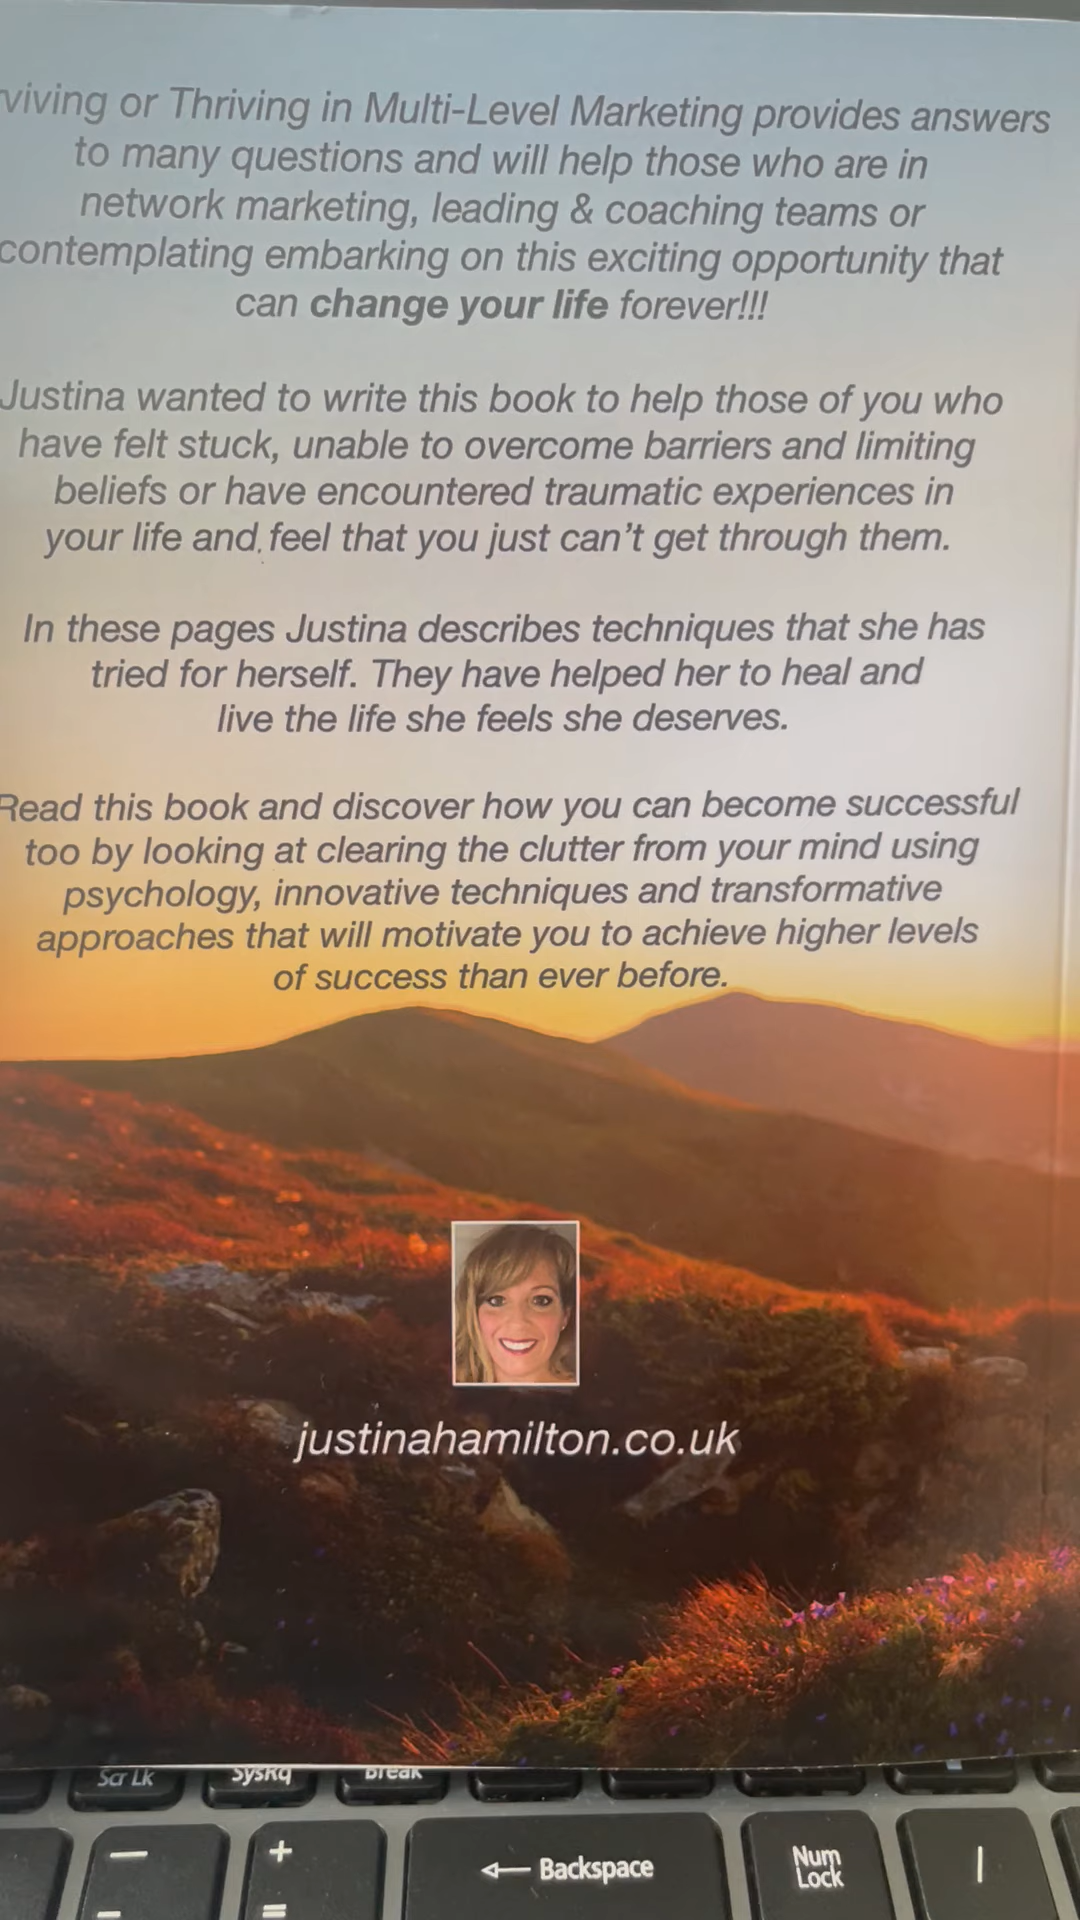 viving or Thriving in Multi-Level Marketing provides answers
to many questions and will help those who are in
network marketing, leading & coaching teams or
contemplating embarking on this exciting opportunity that
can change your life forever!!!
Justina wanted to write this book to help those of you who
have felt stuck, unable to overcome barriers and limiting
beliefs or have encountered traumatic experiences in
your life and feel that you just can't get through them.
In these pages Justina describes techniques that she has
tried for herself. They have helped her to heal and
live the life she feels she deserves.
Read this book and discover how you can become successful
too by looking at clearing the clutter from your mind using
psychology, innovative techniques and transformative
approaches that will motivate you to achieve higher levels
of success than ever before.
justinahamilton.co.uk
Scr Lk SysRq Break
— + Backspace Num Lock /
– =